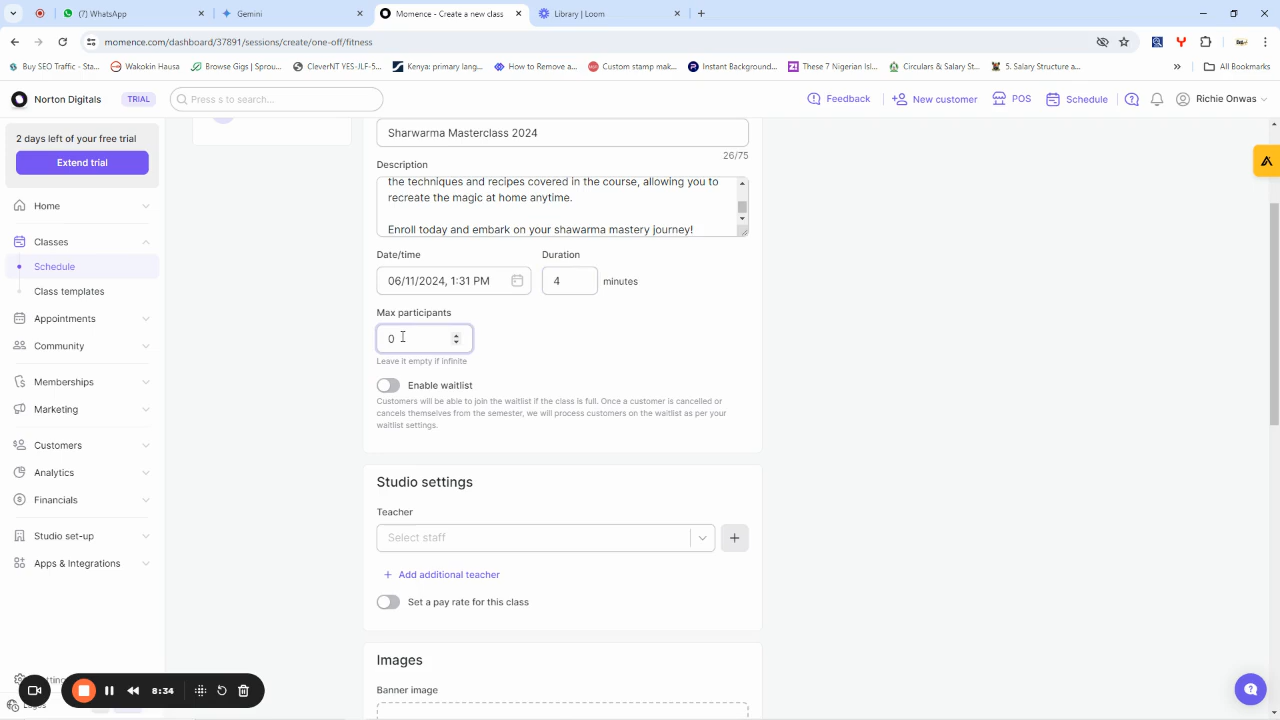 (7) WhatsApp
Gemini
Momence - Create a new class
Library | Loom
momence.com/dashboard/37891/sessions/create/one-off/fitness
Buy SEO Traffic - Sta...
Wakokin Hausa
Browse Gigs | Sprou...
CleverNT YES-JLF-5...
Kenya: primary lang...
How to Remove a...
Custom stamp mak...
Instant Background...
These 7 Nigerian Isl...
Circulars & Salary St...
5. Salary Structure a...
All Bookmarks
Norton Digitals
TRIAL
Press s to search...
Feedback
New customer
POS
Schedule
Richie Onwas
2 days left of your free trial
Extend trial
Home
Classes
Schedule
Class templates
Appointments
Community
Memberships
Marketing
Customers
Analytics
Financials
Studio set-up
Apps & Integrations
8:34
Sharwarma Masterclass 2024
26/75
Description
the techniques and recipes covered in the course, allowing you to
recreate the magic at home anytime.
Enroll today and embark on your shawarma mastery journey!
Date/time
Duration
06/11/2024, 1:31 PM
4
minutes
Max participants
0
Leave it empty if infinite
Enable waitlist
Customers will be able to join the waitlist if the class is full. Once a customer is cancelled or
cancels themselves from the semester, we will process customers on the waitlist as per your
waitlist settings.
Studio settings
Teacher
Select staff
+ Add additional teacher
Set a pay rate for this class
Images
Banner image